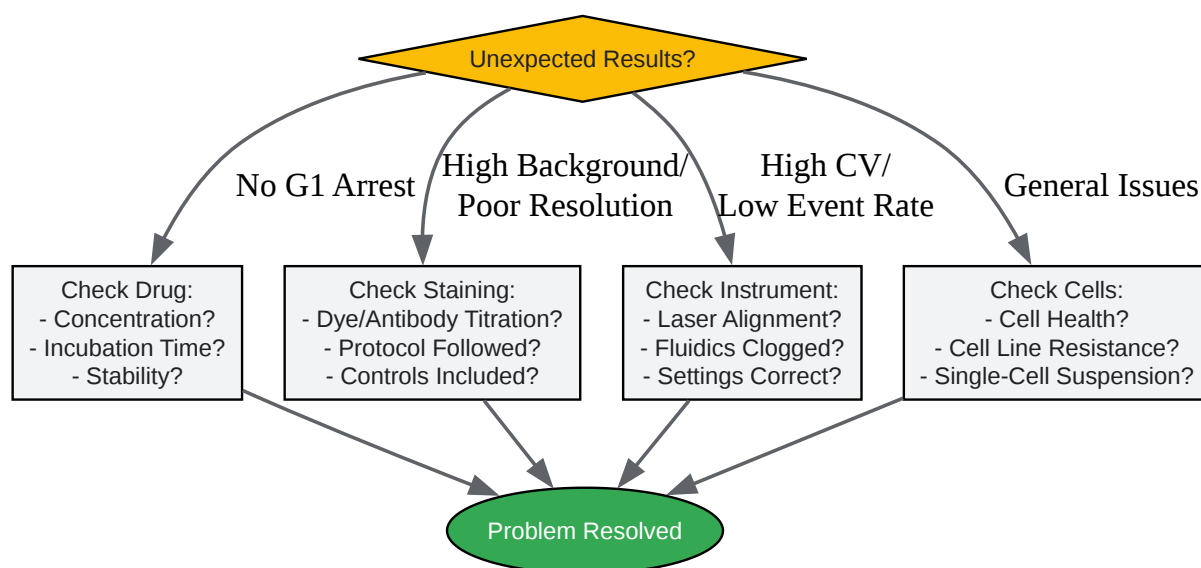 Unexpected Results?
No G1 Arrest
High Background/
Poor Resolution
High CV/
Low Event Rate
General Issues
Check Drug:
- Concentration?
- Incubation Time?
- Stability?
Check Staining:
- Dye/Antibody Titration?
- Protocol Followed?
- Controls Included?
Check Instrument:
- Laser Alignment?
- Fluidics Clogged?
- Settings Correct?
Check Cells:
- Cell Health?
- Cell Line Resistance?
- Single-Cell Suspension?
Problem Resolved